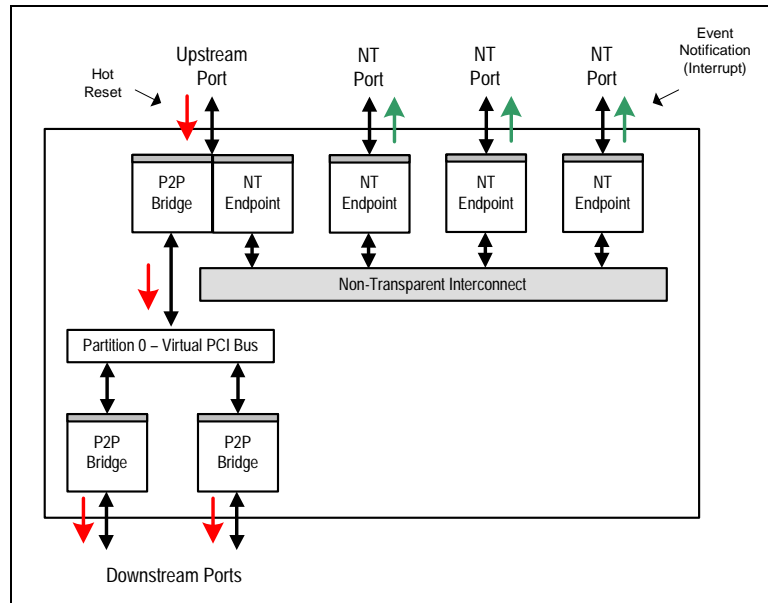 Hot
Reset
Upstream
Port
NT
Port
NT
Port
NT
Port
Event
Notification
(Interrupt)
P2P
Bridge
NT
Endpoint
NT
Endpoint
NT
Endpoint
NT
Endpoint
Non-Transparent Interconnect
Partition 0 – Virtual PCI Bus
P2P
Bridge
P2P
Bridge
Downstream Ports